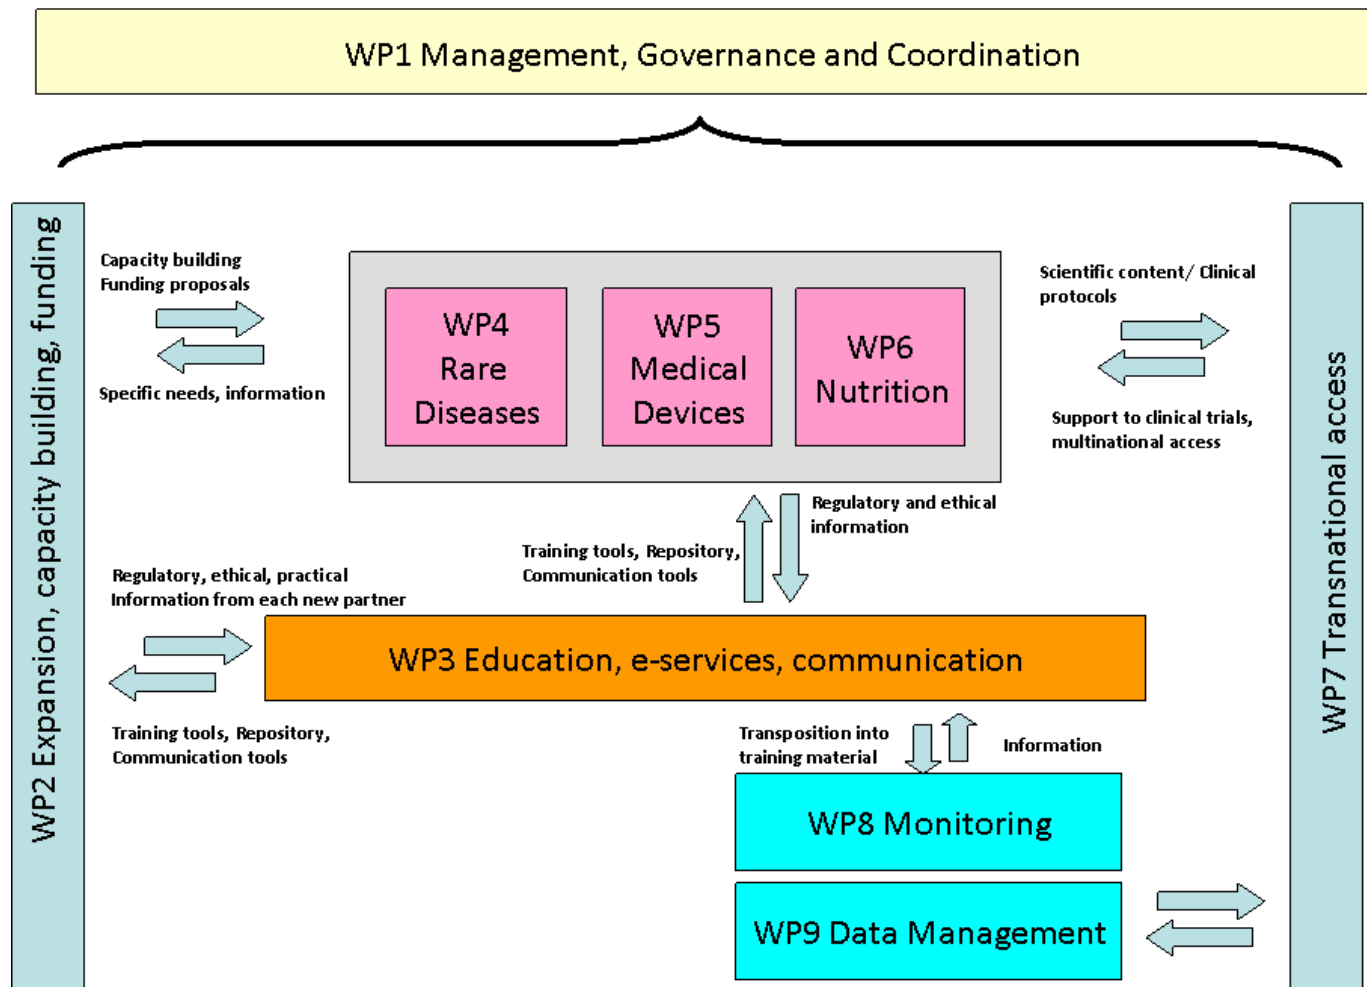 WP1 Management, Governance and Coordination
WP2 Expansion, capacity building, funding
Capacity building
Funding proposals
Specific needs, information
WP4
Rare
Diseases
WP5
Medical
Devices
WP6
Nutrition
Scientific content/ Clinical
protocols
Support to clinical trials,
multinational access
WP7 Transnational access
Regulatory and ethical
information
Training tools, Repository,
Communication tools
Regulatory, ethical, practical
Information from each new partner
WP3 Education, e-services, communication
Training tools, Repository,
Communication tools
Transposition into
training material
Information
WP8 Monitoring
WP9 Data Management